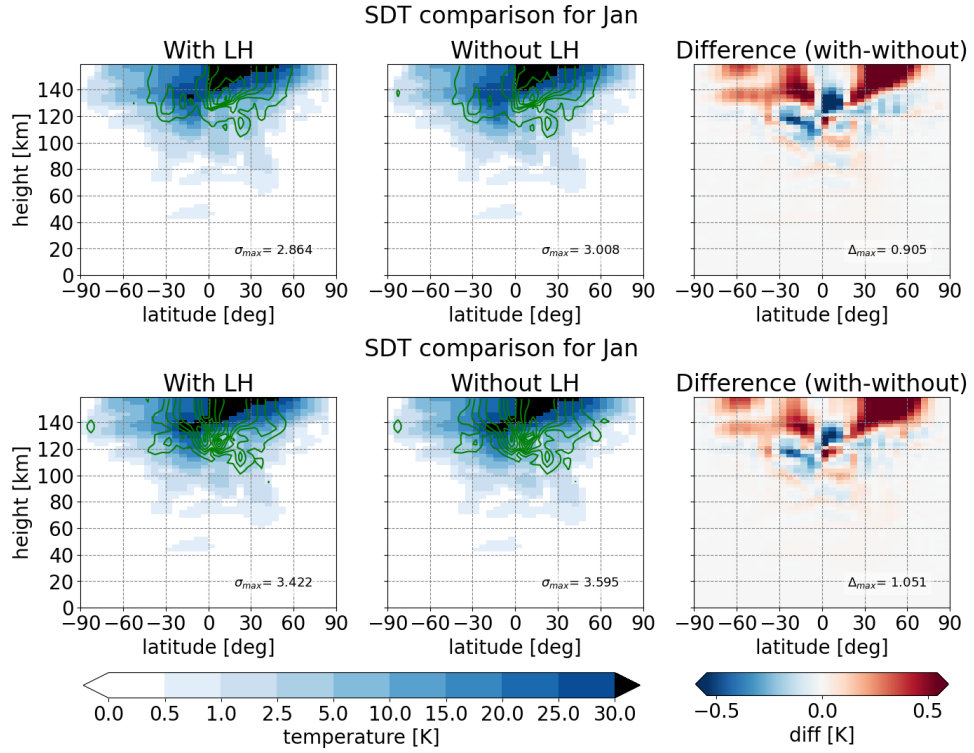 SDT comparison for Jan
With LH
Without LH
Difference (with-without)
height [km]
160
140
120
100
80
60
40
20
0
σmax= 2.864
σmax= 3.008
Δmax= 0.905
−90 −60 −30 0 30 60 90
−90 −60 −30 0 30 60 90
−90 −60 −30 0 30 60 90
latitude [deg]
latitude [deg]
latitude [deg]
SDT comparison for Jan
With LH
Without LH
Difference (with-without)
height [km]
140
120
100
80
60
40
20
0
σmax= 3.422
σmax= 3.595
Δmax= 1.051
−90 −60 −30 0 30 60 90
−90 −60 −30 0 30 60 90
−90 −60 −30 0 30 60 90
latitude [deg]
latitude [deg]
latitude [deg]
0.0 0.5 1.0 2.5 5.0 10.0 15.0 20.0 25.0 30.0
temperature [K]
−0.5 0.0 0.5
diff [K]